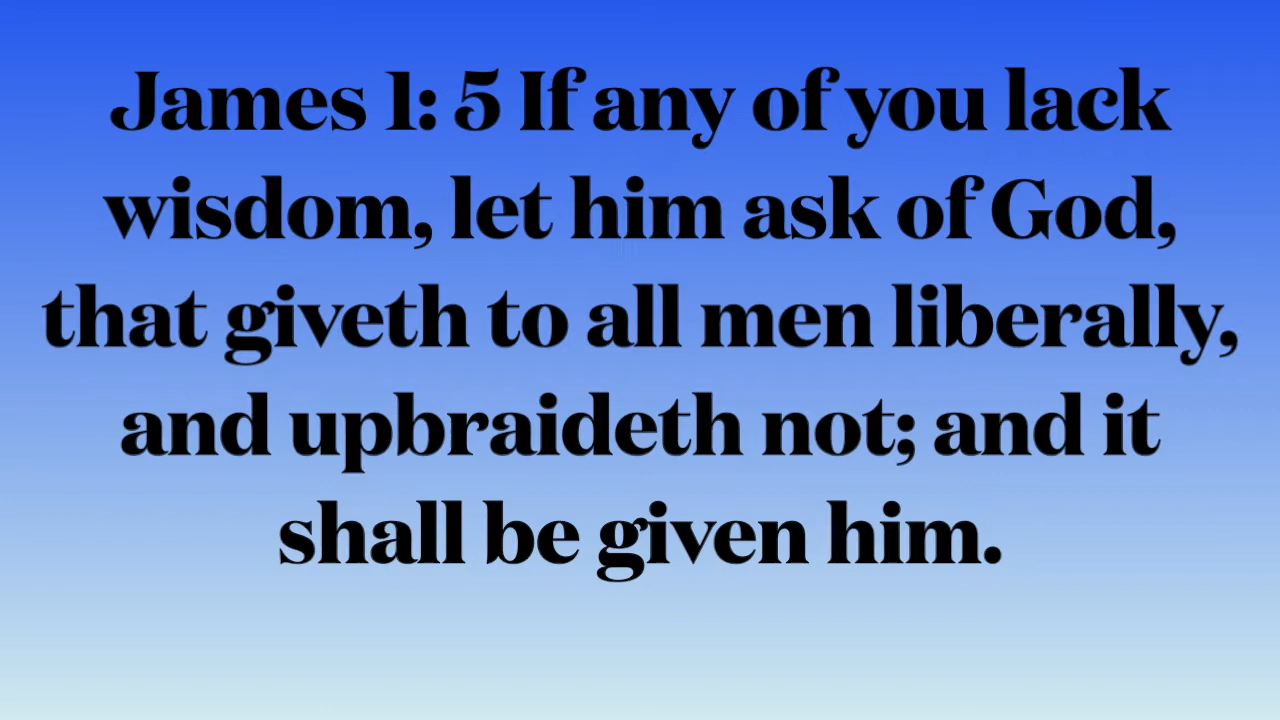 James 1: 5 If any of you lack
wisdom, let him ask of God,
that giveth to all men liberally,
and upbraideth not; and it
shall be given him.